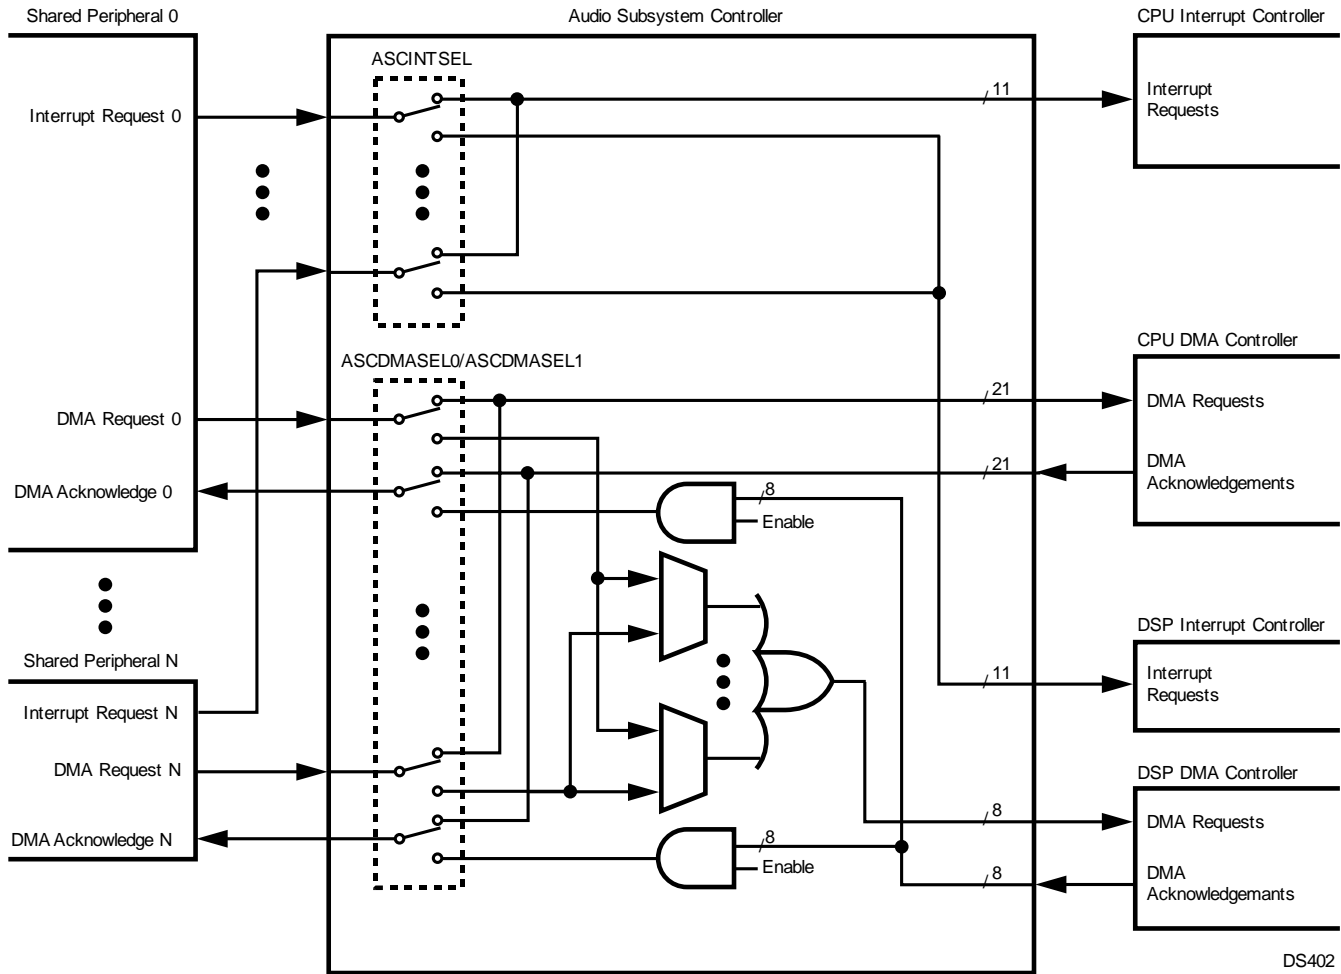 Shared Peripheral 0
Audio Subsystem Controller
CPU Interrupt Controller
ASCINTSEL
Interrupt Request 0
11
Interrupt
Requests
ASCDMASEL0/ASCDMASEL1
CPU DMA Controller
DMA Request 0
21
DMA Requests
DMA Acknowledge 0
21
DMA
Acknowledgements
8
Enable
Shared Peripheral N
DSP Interrupt Controller
Interrupt Request N
11
Interrupt
Requests
DMA Request N
DSP DMA Controller
8
DMA Requests
DMA Acknowledge N
8
Enable
8
DMA
Acknowledgemants
DS402